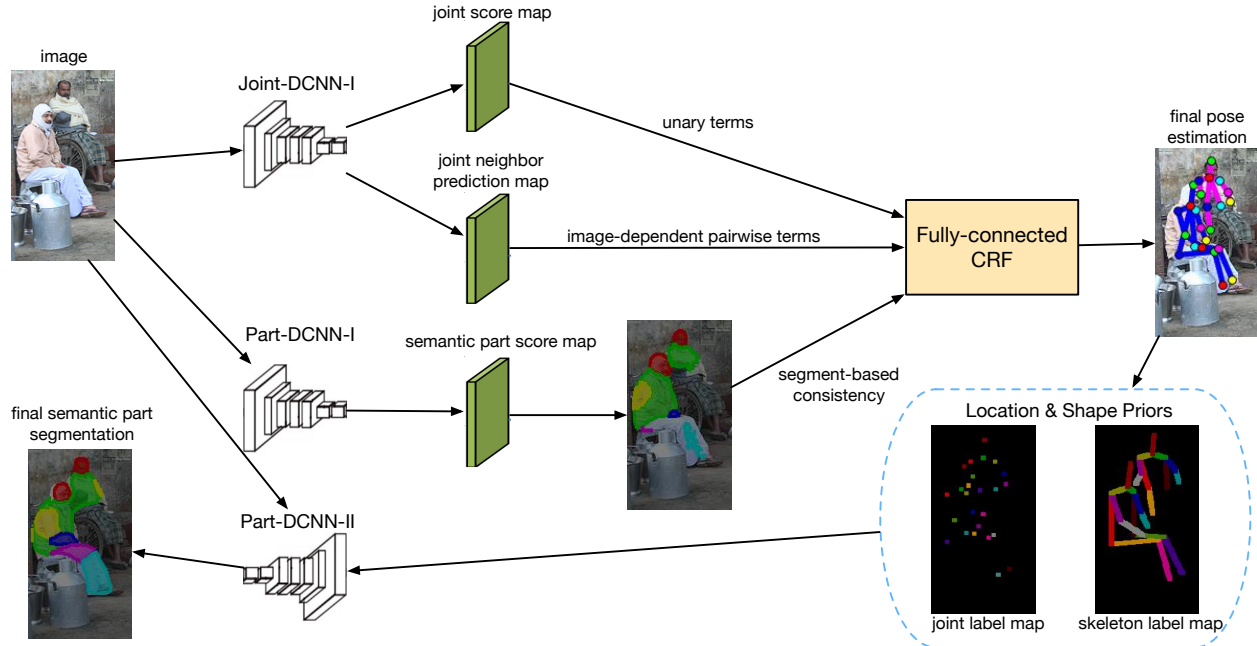 joint score map
image
Joint-DCNN-I
unary terms
final pose
estimation
joint neighbor
prediction map
image-dependent pairwise terms
Fully-connected
CRF
Part-DCNN-I
semantic part score map
segment-based
consistency
final semantic part
segmentation
Location & Shape Priors
Part-DCNN-II
joint label map
skeleton label map